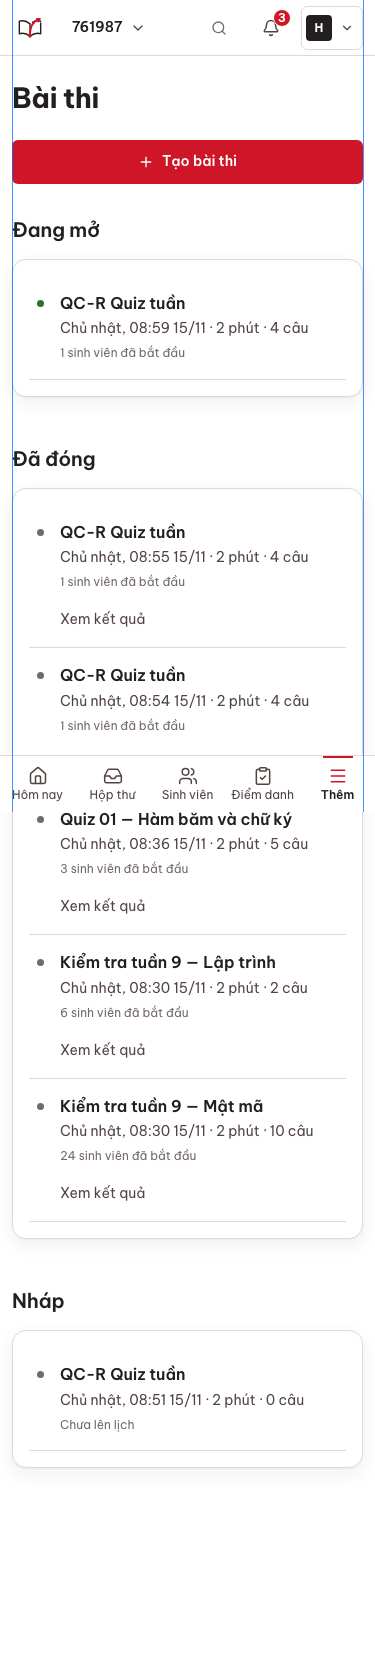 761987
3
H
Bài thi
Tạo bài thi
Đang mở
QC-R Quiz tuần
Chủ nhật, 08:59 15/11 · 2 phút · 4 câu
1 sinh viên đã bắt đầu
Đã đóng
QC-R Quiz tuần
Chủ nhật, 08:55 15/11 · 2 phút · 4 câu
1 sinh viên đã bắt đầu
Xem kết quả
QC-R Quiz tuần
Chủ nhật, 08:54 15/11 · 2 phút · 4 câu
1 sinh viên đã bắt đầu
Hôm nay
Hộp thư
Sinh viên
Điểm danh
Thêm
Quiz 01 — Hàm băm và chữ ký
Chủ nhật, 08:36 15/11 · 2 phút · 5 câu
3 sinh viên đã bắt đầu
Xem kết quả
Kiểm tra tuần 9 — Lập trình
Chủ nhật, 08:30 15/11 · 2 phút · 2 câu
6 sinh viên đã bắt đầu
Xem kết quả
Kiểm tra tuần 9 — Mật mã
Chủ nhật, 08:30 15/11 · 2 phút · 10 câu
24 sinh viên đã bắt đầu
Xem kết quả
Nháp
QC-R Quiz tuần
Chủ nhật, 08:51 15/11 · 2 phút · 0 câu
Chưa lên lịch